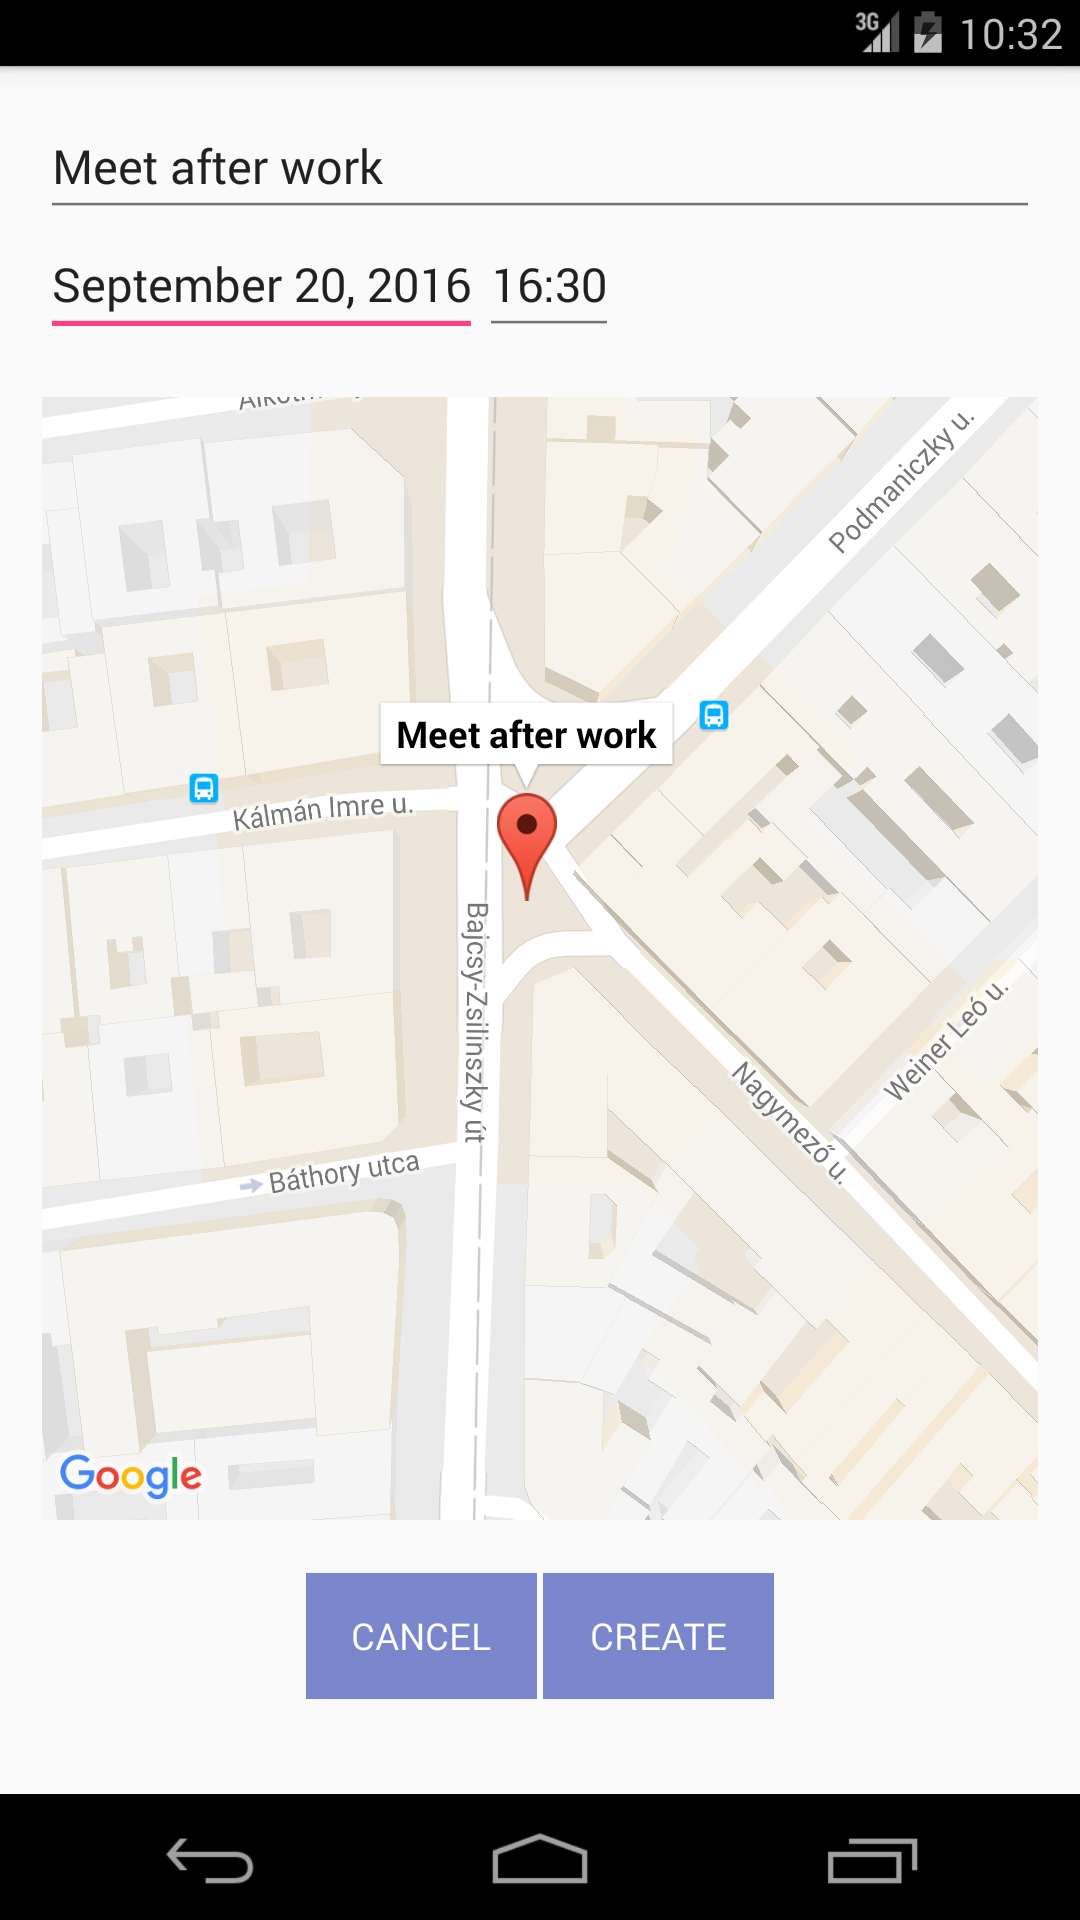 3G 10:32
Meet after work
September 20, 2016 16:30
Podmaniczky u.
Meet after work
Kálmán Imre u.
Bajcsy-Zsilinszky út
Weiner Leó u.
Nagymező u.
Báthory utca
Google
CANCEL CREATE